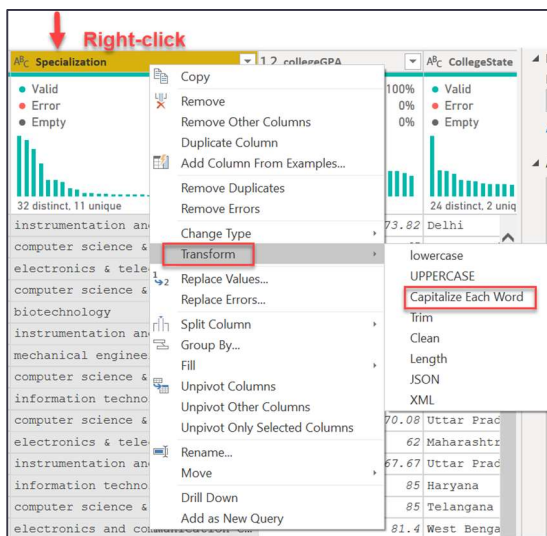 Right-click
ABC Specialization
1.2 collegeGPA
ABC CollegeState
Valid
Error
Empty
100%
0%
0%
Valid
Error
Empty
32 distinct, 11 unique
24 distinct, 2 uniq
Copy
Remove
Remove Other Columns
Duplicate Column
Add Column From Examples...
Remove Duplicates
Remove Errors
Change Type
Transform
Replace Values...
Replace Errors...
Split Column
Group By...
Fill
Unpivot Columns
Unpivot Other Columns
Unpivot Only Selected Columns
Rename...
Move
Drill Down
Add as New Query
lowercase
UPPERCASE
Capitalize Each Word
Trim
Clean
Length
JSON
XML
instrumentation an
73.82 Delhi
computer science &
electronics & tele
computer science &
biotechnology
instrumentation an
mechanical enginee
computer science &
information techno
computer science &
70.08 Uttar Prad
electronics & tele
62 Maharashtr
instrumentation an
67.67 Uttar Prad
information techno
85 Haryana
computer science &
85 Telangana
electronics and communication e...
81.4 West Benga